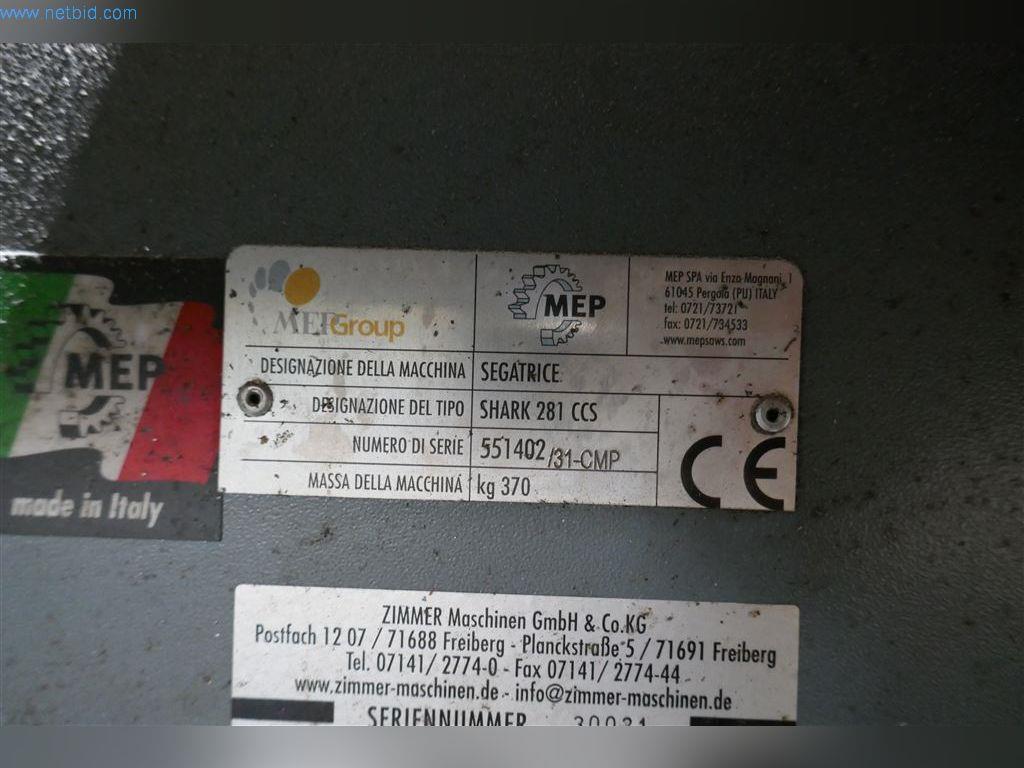 www.netbid.com
MEP Group
MEP
MEP SPA via Enzo Magnani, 1
61045 Pergola (PU) ITALY
tel: 0721/73721
fax: 0721/734533
www.mepsaws.com
DESIGNAZIONE DELLA MACCHINA SEGATRICE
DESIGNAZIONE DEL TIPO SHARK 281 CCS
NUMERO DI SERIE 551402/31-CMP
MASSA DELLA MACCHINA kg 370
CE
MEP
made in Italy
ZIMMER Maschinen GmbH & Co.KG
Postfach 12 07 / 71688 Freiberg - Planckstraße 5 / 71691 Freiberg
Tel. 07141/ 2774-0 - Fax 07141/ 2774-44
www.zimmer-maschinen.de - info@zimmer-maschinen.de
SERIENNUMMER